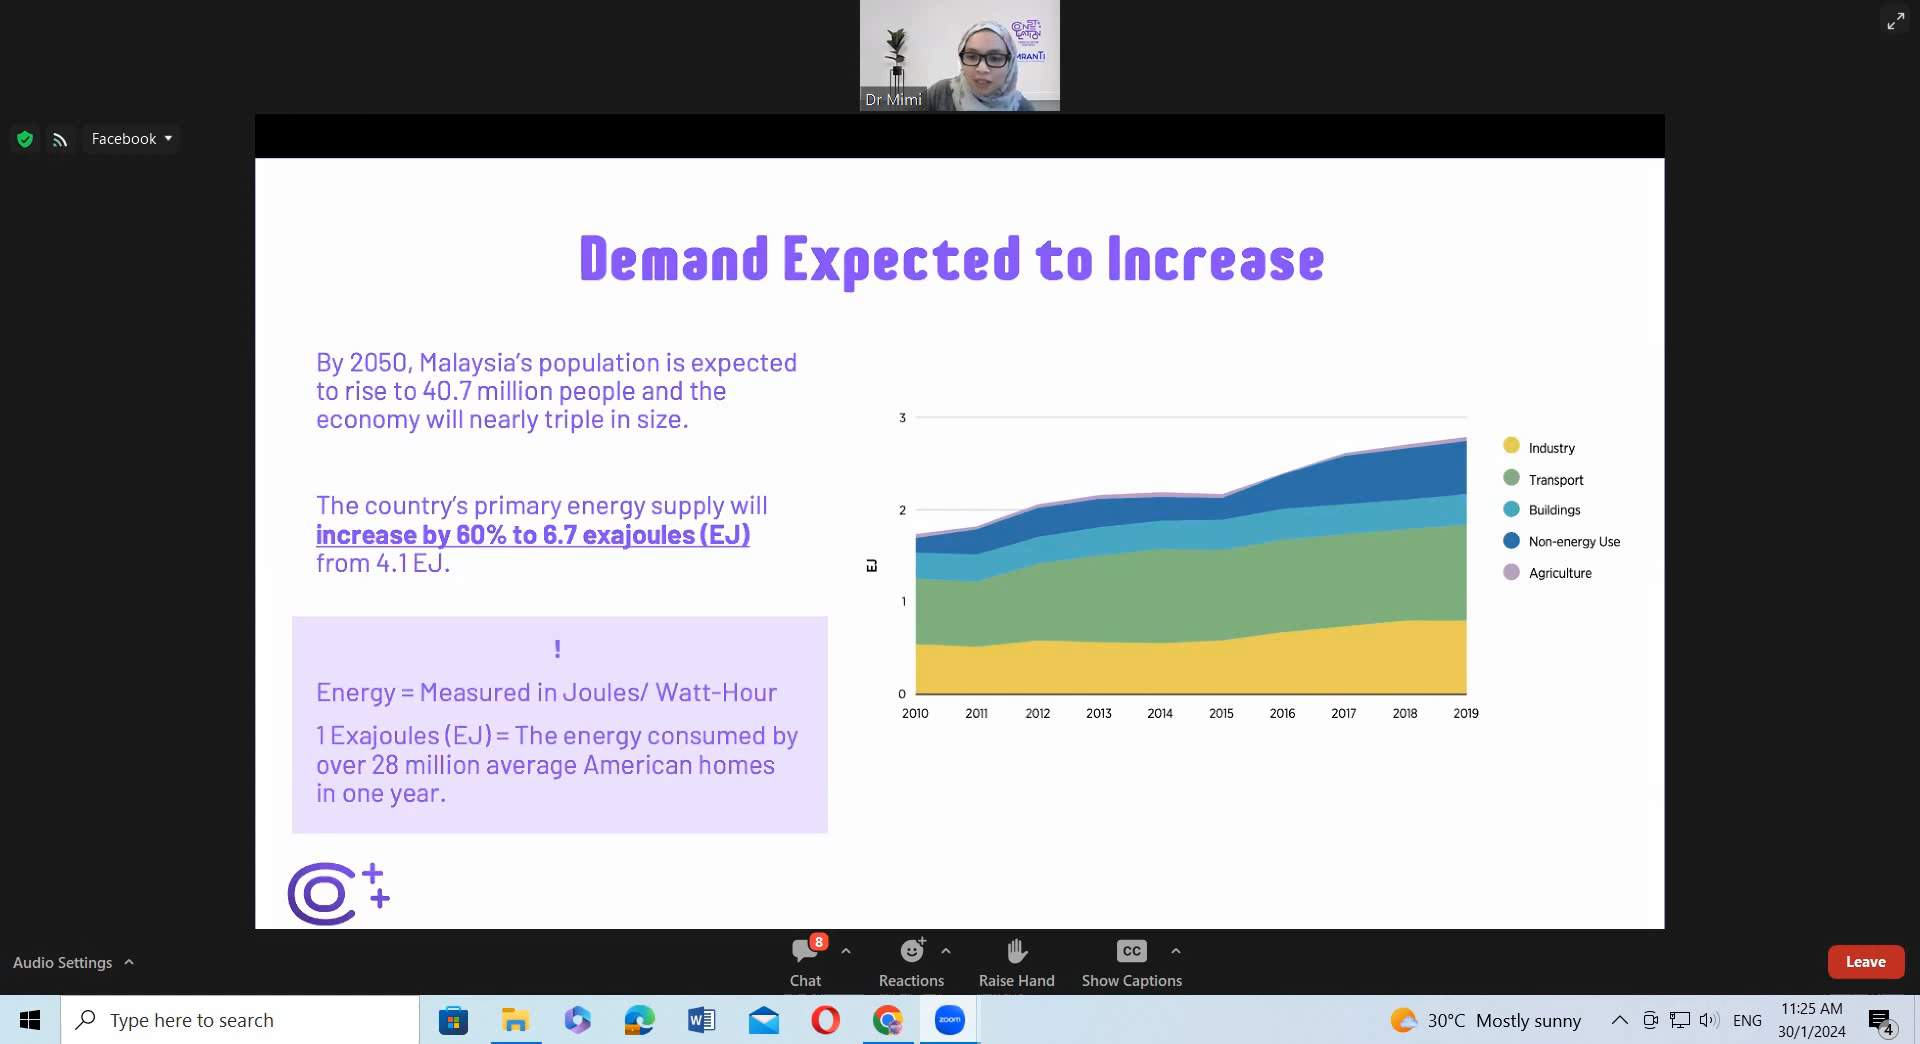 ST:
ONE
MRANTI
Dr Mimi
Facebook
Demand Expected to Increase
By 2050, Malaysia's population is expected
to rise to 40.7 million people and the
economy will nearly triple in size.
The country's primary energy supply will
increase by 60% to 6.7 exajoules (EJ)
from 4.1 EJ.
!
Energy = Measured in Joules/ Watt-Hour
1 Exajoules (EJ) = The energy consumed by
over 28 million average American homes
in one year.
3
2
1
0
EJ
2010 2011 2012 2013 2014 2015 2016 2017 2018 2019
Industry
Transport
Buildings
Non-energy Use
Agriculture
Audio Settings
8
Chat
Reactions
Raise Hand
CC
Show Captions
Leave
Type here to search
W
zoom
30°C Mostly sunny
ENG
11:25 AM
30/1/2024
4